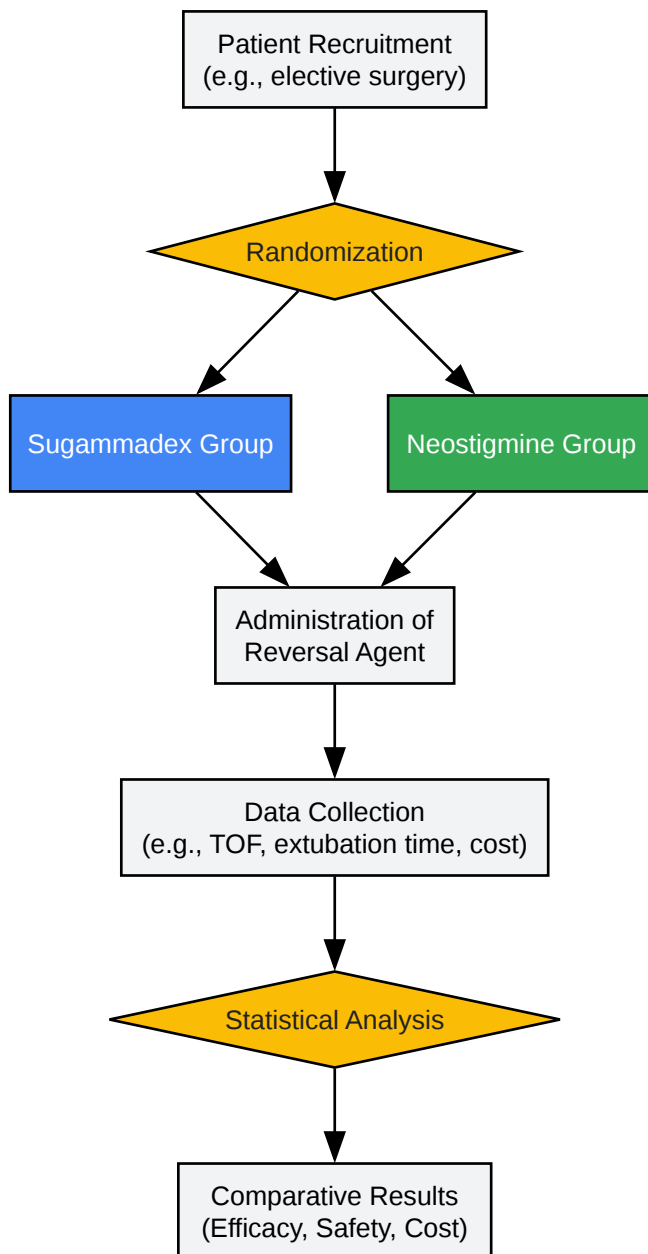 Patient Recruitment
(e.g., elective surgery)
Randomization
Sugammadex Group
Neostigmine Group
Administration of
Reversal Agent
Data Collection
(e.g., TOF, extubation time, cost)
Statistical Analysis
Comparative Results
(Efficacy, Safety, Cost)